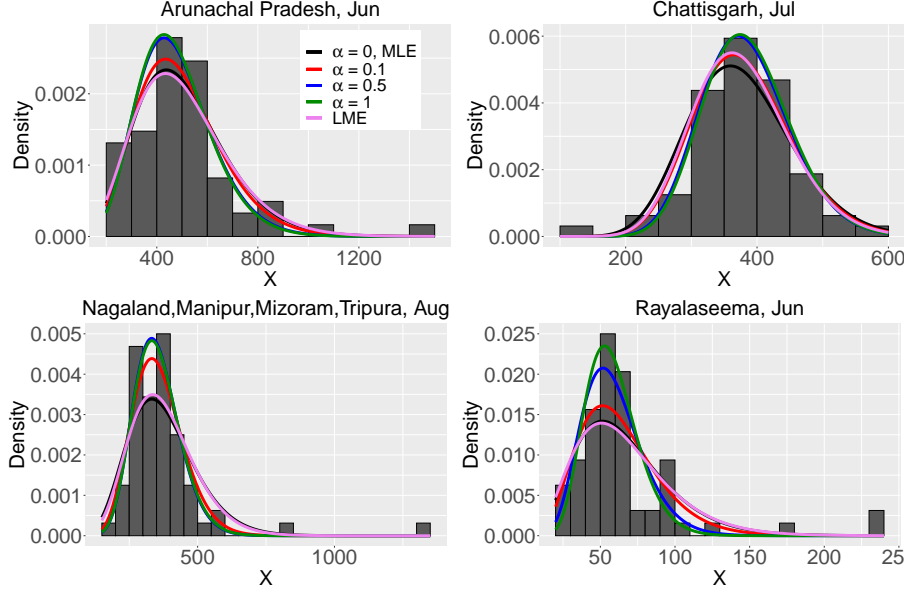 Arunachal Pradesh, Jun
Density
0.002
0.001
0.000
400
800
1200
X
α = 0, MLE
α = 0.1
α = 0.5
α = 1
LME
Chattisgarh, Jul
Density
0.006
0.004
0.002
0.000
200
400
600
X
Nagaland,Manipur,Mizoram,Tripura, Aug
Density
0.005
0.004
0.003
0.002
0.001
0.000
500
1000
X
Rayalaseema, Jun
Density
0.025
0.020
0.015
0.010
0.005
0.000
50
100
150
200
25
X